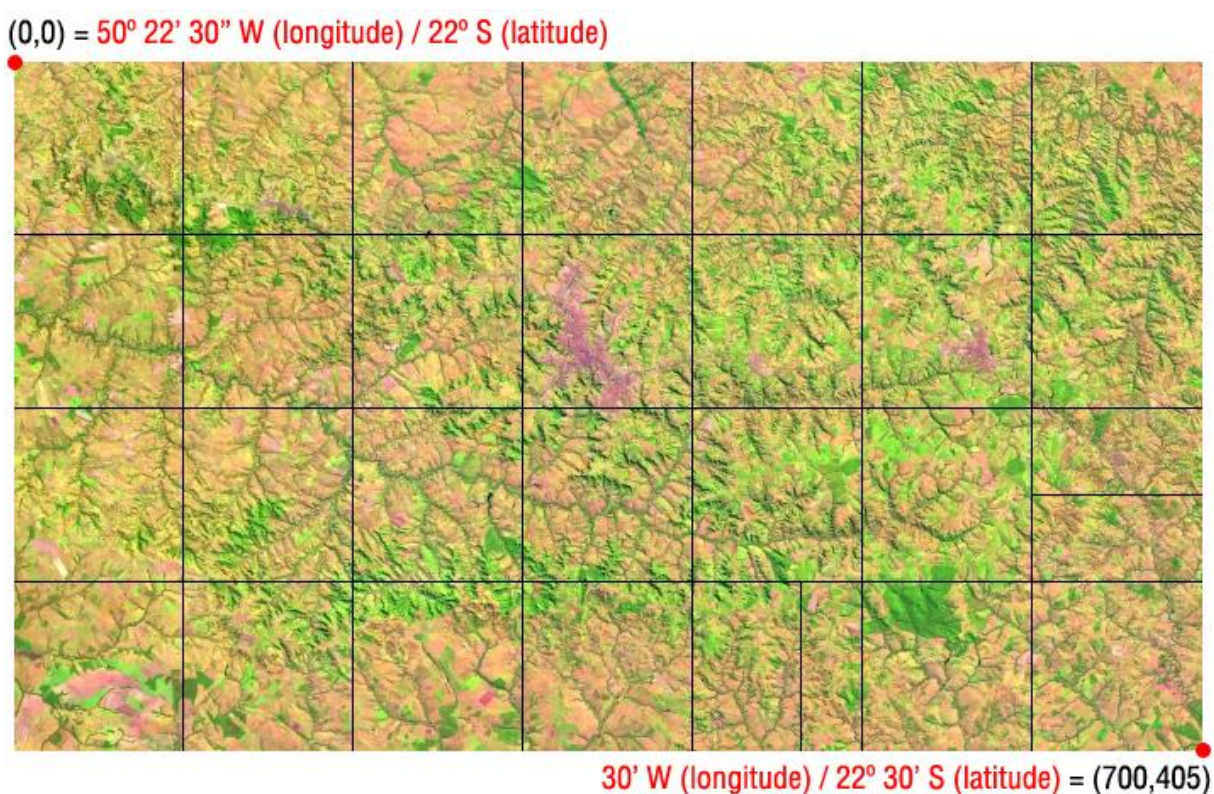 (0,0) = 50º 22’ 30” W (longitude) / 22º S (latitude)
30’ W (longitude) / 22º 30’ S (latitude) = (700,405)